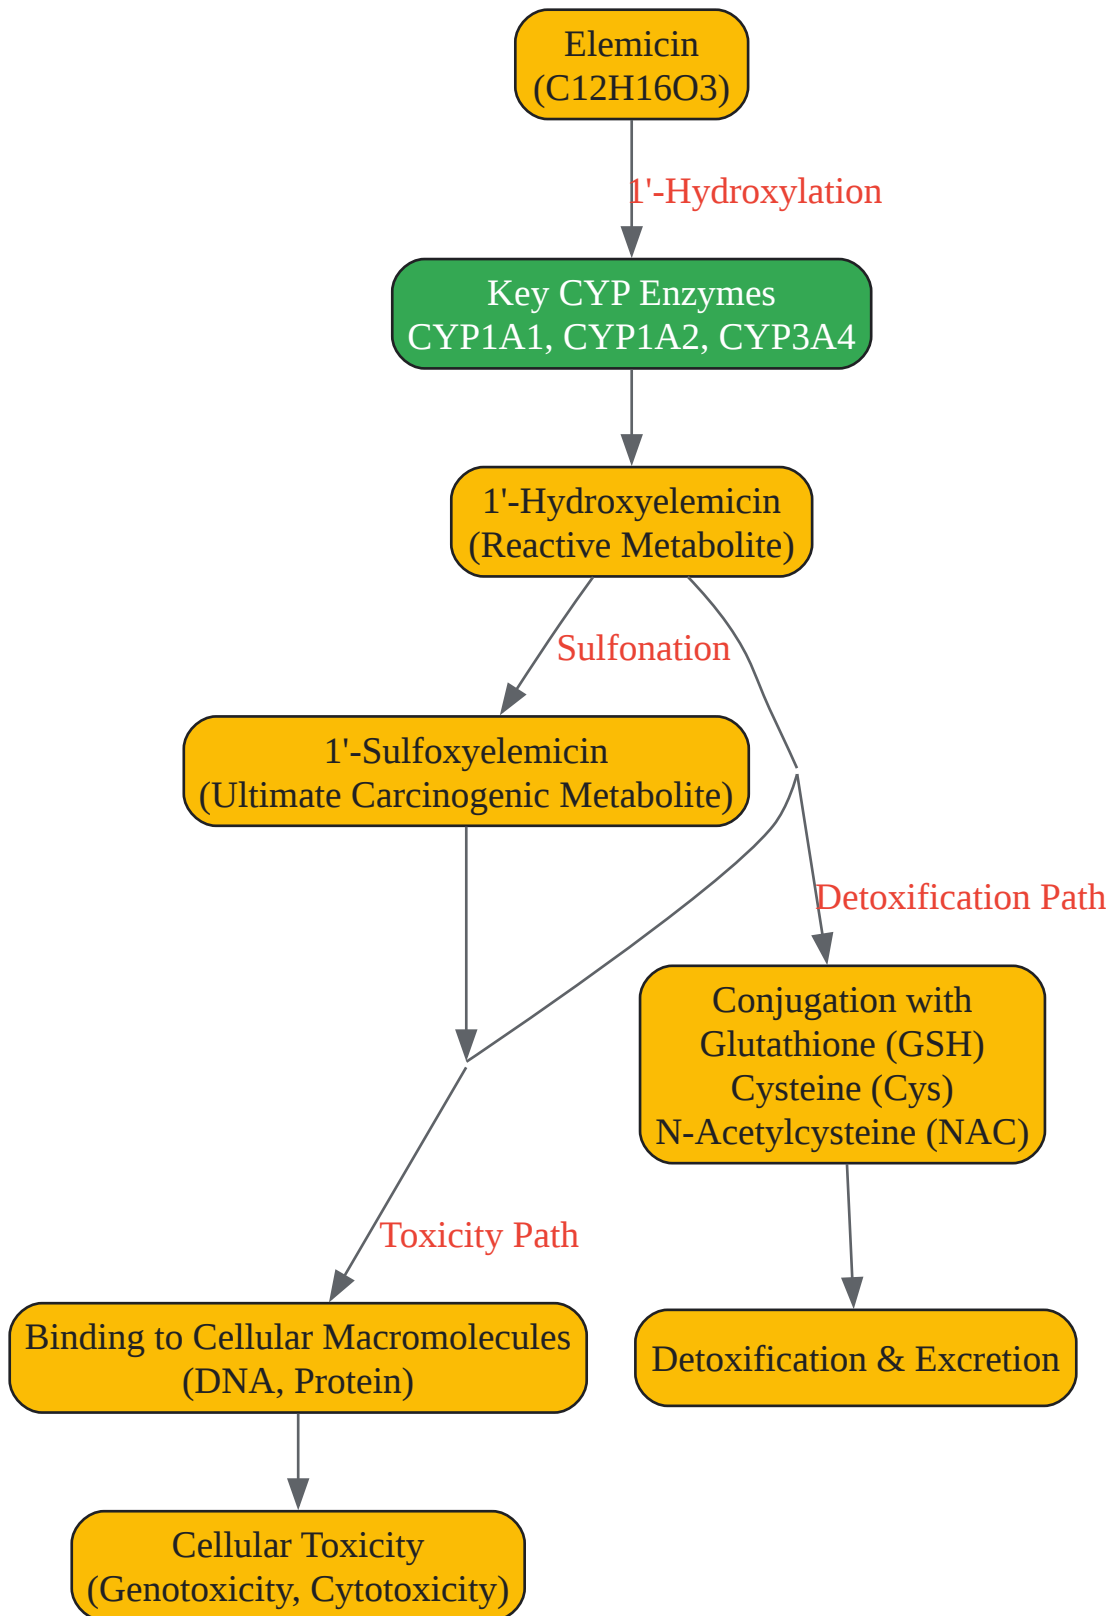 Elemicin
(C12H16O3)
1'-Hydroxylation
Key CYP Enzymes
CYP1A1, CYP1A2, CYP3A4
1'-Hydroxyelemicin
(Reactive Metabolite)
Sulfonation
1'-Sulfoxyelemicin
(Ultimate Carcinogenic Metabolite)
Detoxification Path
Conjugation with
Glutathione (GSH)
Cysteine (Cys)
N-Acetylcysteine (NAC)
Toxicity Path
Binding to Cellular Macromolecules
(DNA, Protein)
Detoxification & Excretion
Cellular Toxicity
(Genotoxicity, Cytotoxicity)